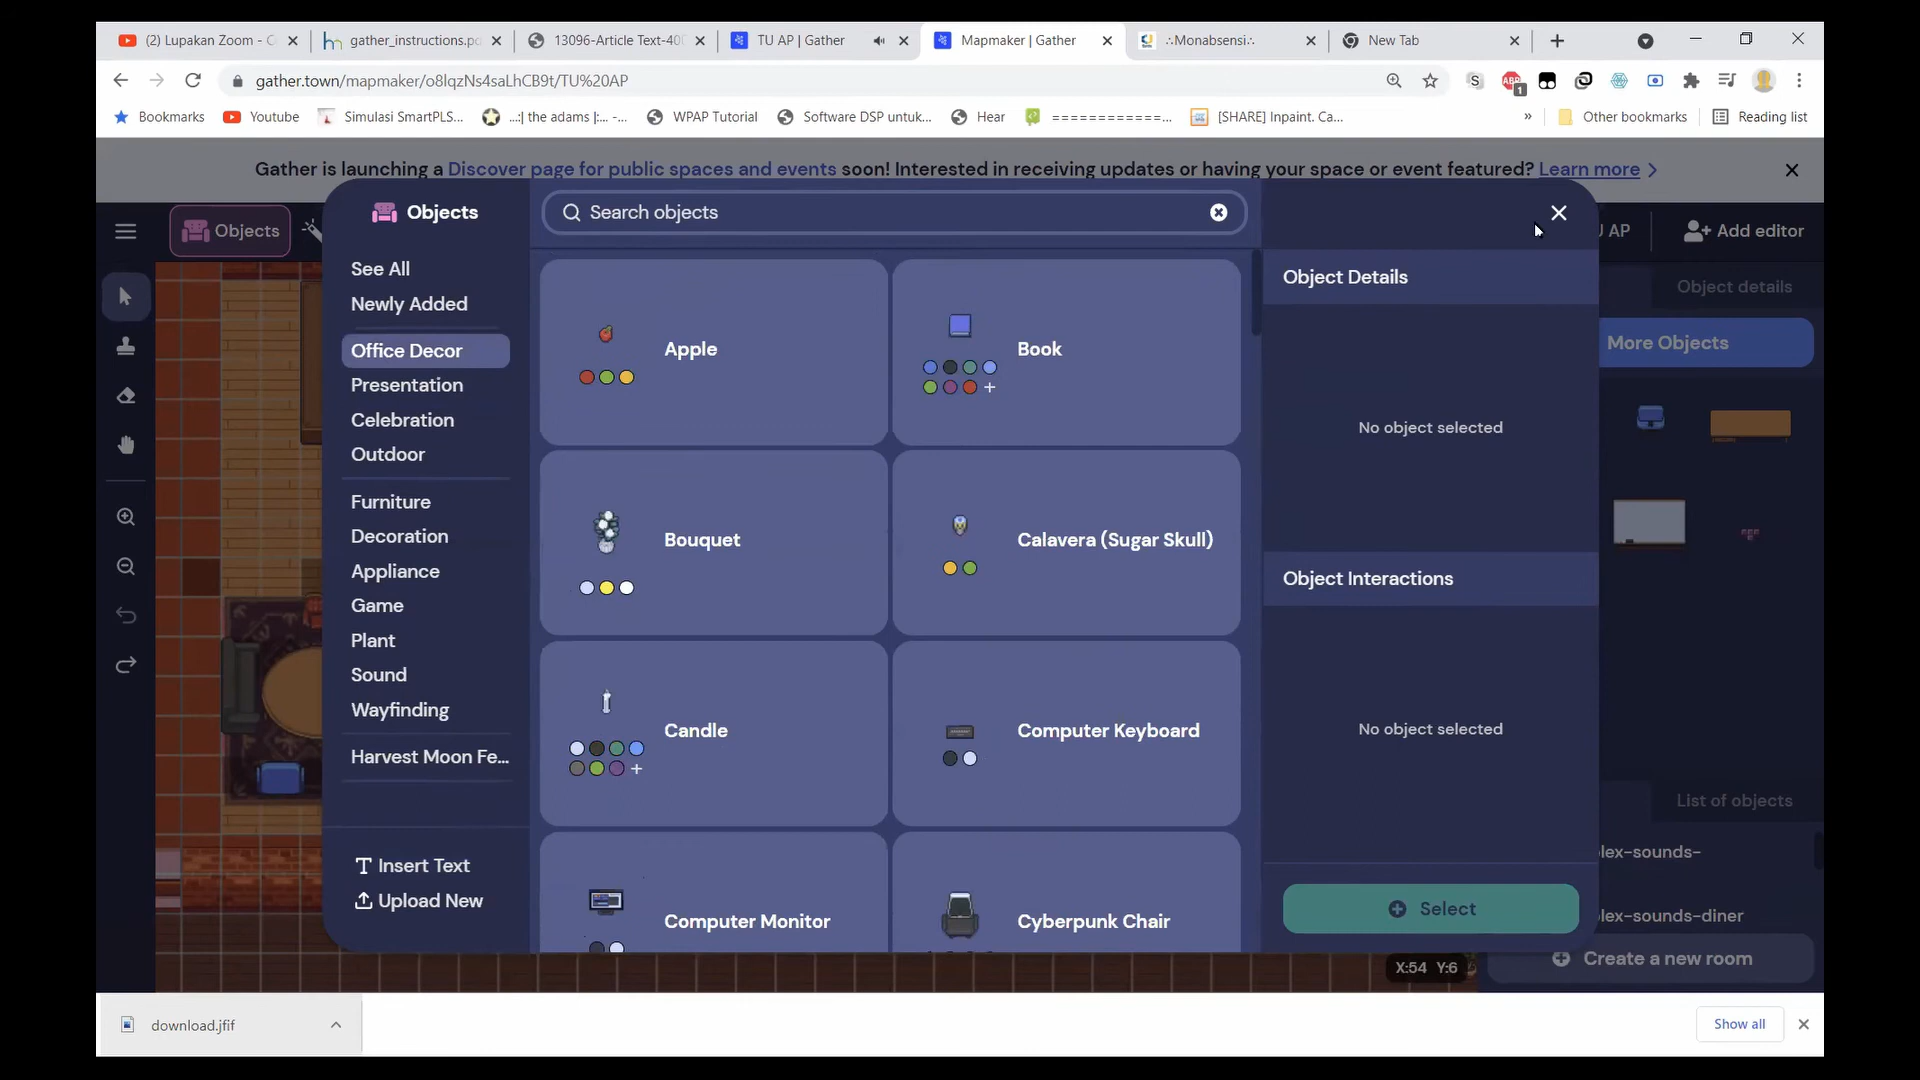 (2) Lupakan Zoom - C
gather_instructions.pd
13096-Article Text-40
TU AP | Gather
Mapmaker | Gather
∴Monabsensi∴
New Tab
gather.town/mapmaker/o8lqzNs4saLhCB9t/TU%20AP
Bookmarks
Youtube
Simulasi SmartPLS...
...:| the adams |:... -...
WPAP Tutorial
Software DSP untuk...
Hear
============...
[SHARE] Inpaint. Ca...
»
Other bookmarks
Reading list
Gather is launching a Discover page for public spaces and events soon! Interested in receiving updates or having your space or event featured? Learn more >
Objects
Objects
Search objects
U AP
Add editor
See All
Newly Added
Office Decor
Presentation
Celebration
Outdoor
Furniture
Decoration
Appliance
Game
Plant
Sound
Wayfinding
Harvest Moon Fe...
Insert Text
Upload New
Apple
Book
Bouquet
Calavera (Sugar Skull)
Candle
Computer Keyboard
Computer Monitor
Cyberpunk Chair
Object Details
No object selected
Object Interactions
No object selected
Select
Object details
More Objects
List of objects
lex-sounds-
lex-sounds-diner
Create a new room
X:54 Y:6
download.jfif
Show all